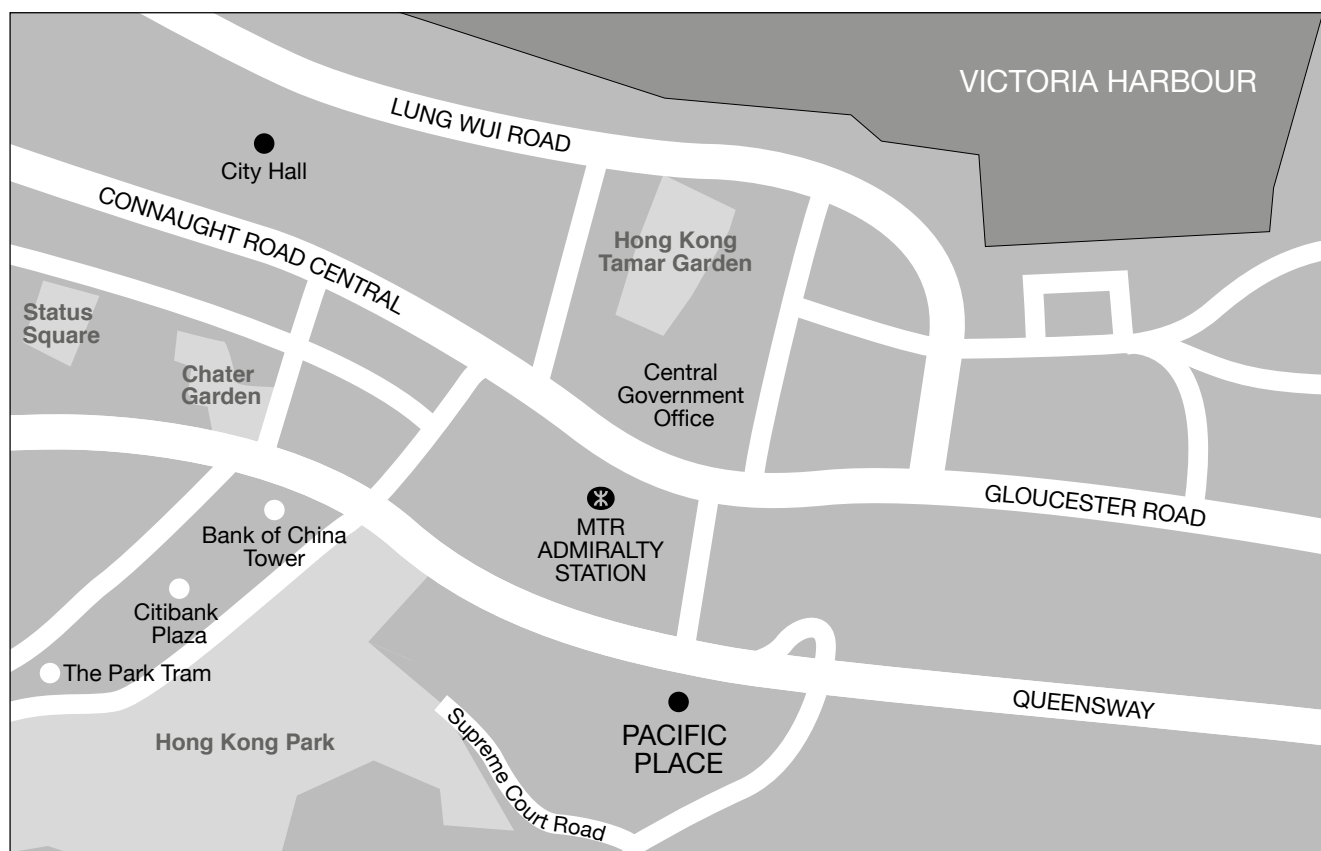 VICTORIA HARBOUR
LUNG WUI ROAD
City Hall
CONNAUGHT ROAD CENTRAL
Hong Kong
Tamar Garden
Status
Square
Chater
Garden
Central
Government
Office
GLOUCESTER ROAD
MTR
ADMIRALTY
STATION
Bank of China
Tower
Citibank
Plaza
The Park Tram
QUEENSWAY
PACIFIC
PLACE
Supreme Court Road
Hong Kong Park